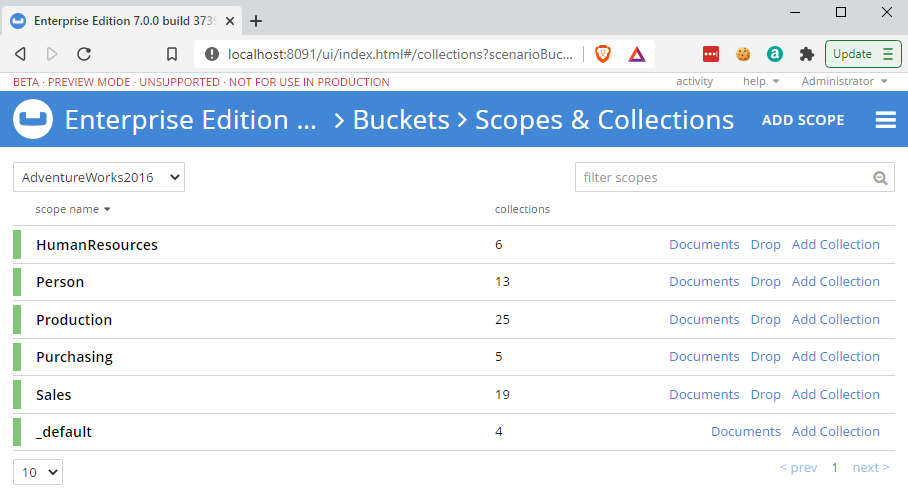 Enterprise Edition 7.0.0 build 373
localhost:8091/ui/index.html#/collections?scenarioBuc...
Update
BETA · PREVIEW MODE · UNSUPPORTED · NOT FOR USE IN PRODUCTION
activity help Administrator
Enterprise Edition ... > Buckets > Scopes & Collections ADD SCOPE
AdventureWorks2016 filter scopes
scope name collections
HumanResources 6 Documents Drop Add Collection
Person 13 Documents Drop Add Collection
Production 25 Documents Drop Add Collection
Purchasing 5 Documents Drop Add Collection
Sales 19 Documents Drop Add Collection
_default 4 Documents Add Collection
10 < prev 1 next >